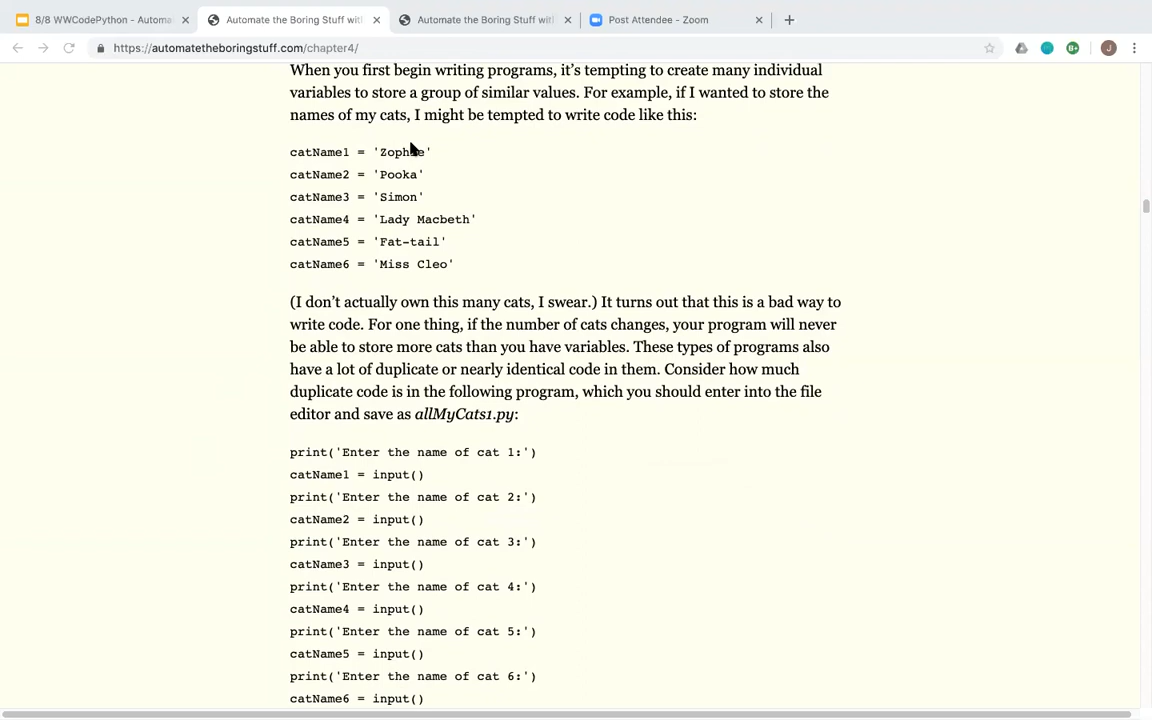 8/8 WWCodePython - Automa
Automate the Boring Stuff wit
Automate the Boring Stuff wit
Post Attendee - Zoom
https://automatetheboringstuff.com/chapter4/
J
When you first begin writing programs, it's tempting to create many individual
variables to store a group of similar values. For example, if I wanted to store the
names of my cats, I might be tempted to write code like this:
catName1 = 'Zophie'
catName2 = 'Pooka'
catName3 = 'Simon'
catName4 = 'Lady Macbeth'
catName5 = 'Fat-tail'
catName6 = 'Miss Cleo'
(I don't actually own this many cats, I swear.) It turns out that this is a bad way to
write code. For one thing, if the number of cats changes, your program will never
be able to store more cats than you have variables. These types of programs also
have a lot of duplicate or nearly identical code in them. Consider how much
duplicate code is in the following program, which you should enter into the file
editor and save as allMyCats1.py:
print('Enter the name of cat 1:')
catName1 = input()
print('Enter the name of cat 2:')
catName2 = input()
print('Enter the name of cat 3:')
catName3 = input()
print('Enter the name of cat 4:')
catName4 = input()
print('Enter the name of cat 5:')
catName5 = input()
print('Enter the name of cat 6:')
catName6 = input()